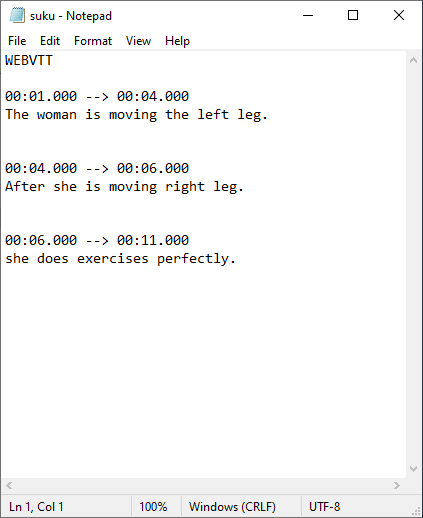 suku - Notepad
File Edit Format View Help
WEBVTT
00:01.000 --> 00:04.000
The woman is moving the left leg.
00:04.000 --> 00:06.000
After she is moving right leg.
00:06.000 --> 00:11.000
she does exercises perfectly.
Ln 1, Col 1 100% Windows (CRLF) UTF-8